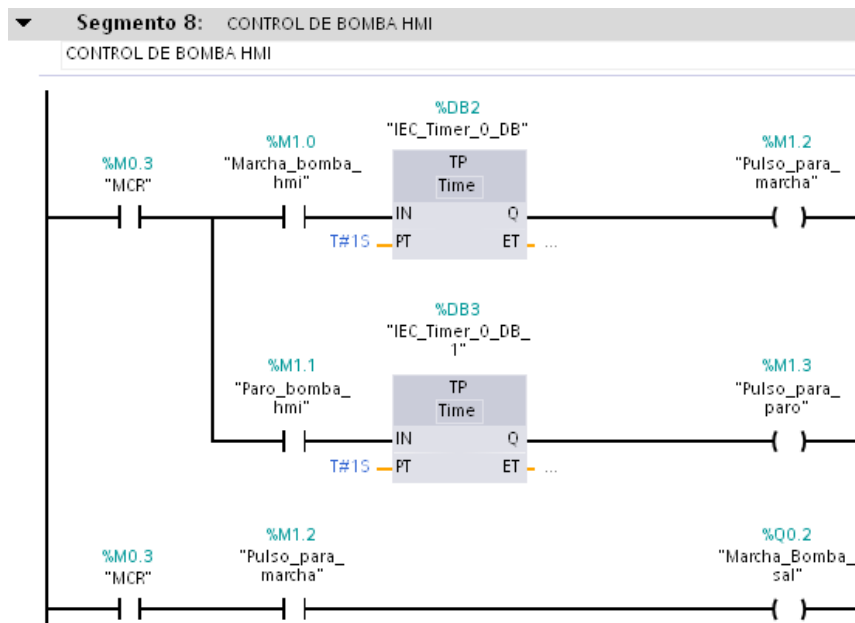 Segmento 8: CONTROL DE BOMBA HMI
CONTROL DE BOMBA HMI
%DB2
"IEC_Timer_0_DB"
%M0.3
"MCR"
%M1.0
"Marcha_bomba_
hmi"
TP
Time
IN Q
T#1S PT ET ...
%M1.2
"Pulso_para_
marcha"
%DB3
"IEC_Timer_0_DB_
1"
%M1.1
"Paro_bomba_
hmi"
TP
Time
IN Q
T#1S PT ET ...
%M1.3
"Pulso_para_
paro"
%M0.3
"MCR"
%M1.2
"Pulso_para_
marcha"
%Q0.2
"Marcha_Bomba_
sal"